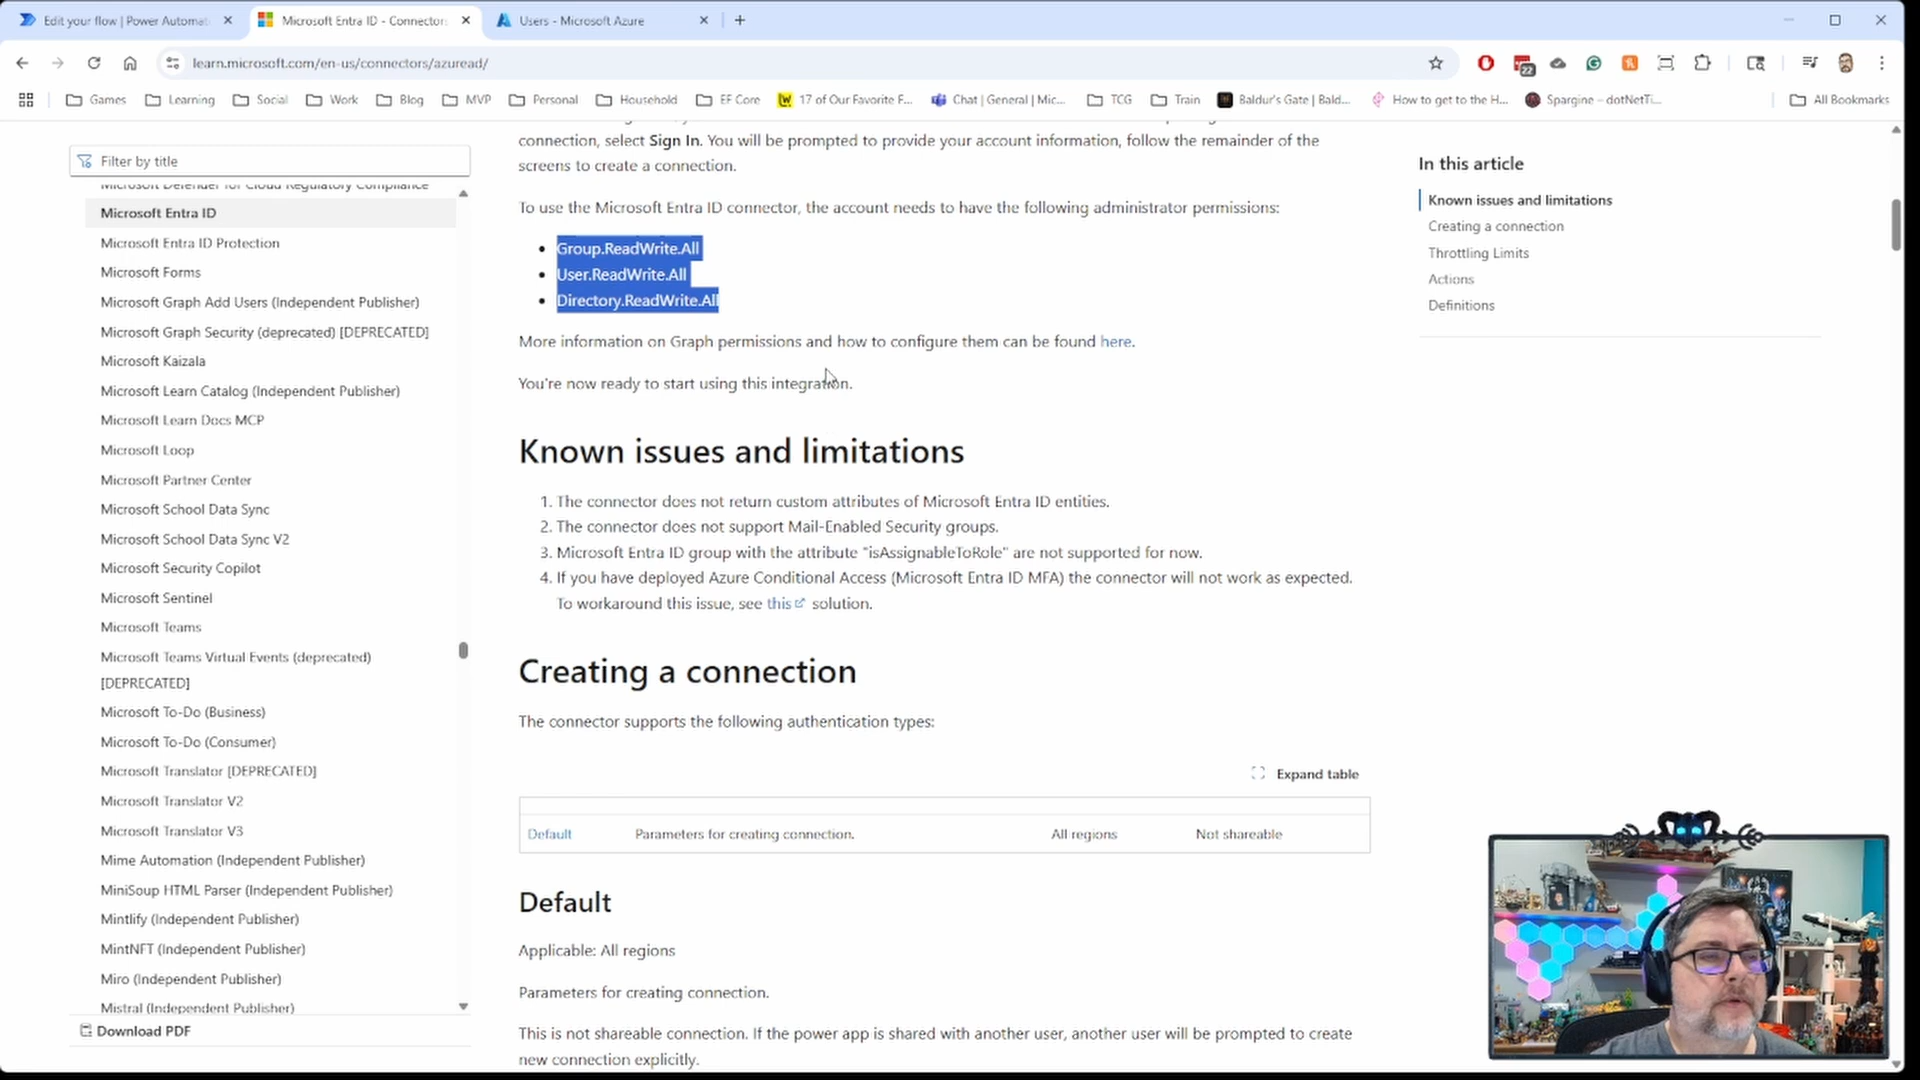 Edit your flow | Power Automat
Microsoft Entra ID - Connector
Users - Microsoft Azure
learn.microsoft.com/en-us/connectors/azuread/
22
Games
Learning
Social
Work
Blog
MVP
Personal
Household
EF Core
17 of Our Favorite F...
Chat | General | Mic...
TCG
Train
Baldur's Gate | Bald...
How to get to the H...
Spargine – dotNetTi...
All Bookmarks
Filter by title
Microsoft Defender for Cloud Regulatory Compliance
Microsoft Entra ID
Microsoft Entra ID Protection
Microsoft Forms
Microsoft Graph Add Users (Independent Publisher)
Microsoft Graph Security (deprecated) [DEPRECATED]
Microsoft Kaizala
Microsoft Learn Catalog (Independent Publisher)
Microsoft Learn Docs MCP
Microsoft Loop
Microsoft Partner Center
Microsoft School Data Sync
Microsoft School Data Sync V2
Microsoft Security Copilot
Microsoft Sentinel
Microsoft Teams
Microsoft Teams Virtual Events (deprecated)
[DEPRECATED]
Microsoft To-Do (Business)
Microsoft To-Do (Consumer)
Microsoft Translator [DEPRECATED]
Microsoft Translator V2
Microsoft Translator V3
Mime Automation (Independent Publisher)
MiniSoup HTML Parser (Independent Publisher)
Mintlify (Independent Publisher)
MintNFT (Independent Publisher)
Miro (Independent Publisher)
Mistral (Independent Publisher)
Download PDF
connection, select Sign In. You will be prompted to provide your account information, follow the remainder of the
screens to create a connection.
To use the Microsoft Entra ID connector, the account needs to have the following administrator permissions:
• Group.ReadWrite.All
• User.ReadWrite.All
• Directory.ReadWrite.All
More information on Graph permissions and how to configure them can be found here.
You're now ready to start using this integration.
Known issues and limitations
1. The connector does not return custom attributes of Microsoft Entra ID entities.
2. The connector does not support Mail-Enabled Security groups.
3. Microsoft Entra ID group with the attribute "isAssignableToRole" are not supported for now.
4. If you have deployed Azure Conditional Access (Microsoft Entra ID MFA) the connector will not work as expected.
To workaround this issue, see this solution.
Creating a connection
The connector supports the following authentication types:
Expand table
Default Parameters for creating connection. All regions Not shareable
Default
Applicable: All regions
Parameters for creating connection.
This is not shareable connection. If the power app is shared with another user, another user will be prompted to create
new connection explicitly.
In this article
Known issues and limitations
Creating a connection
Throttling Limits
Actions
Definitions